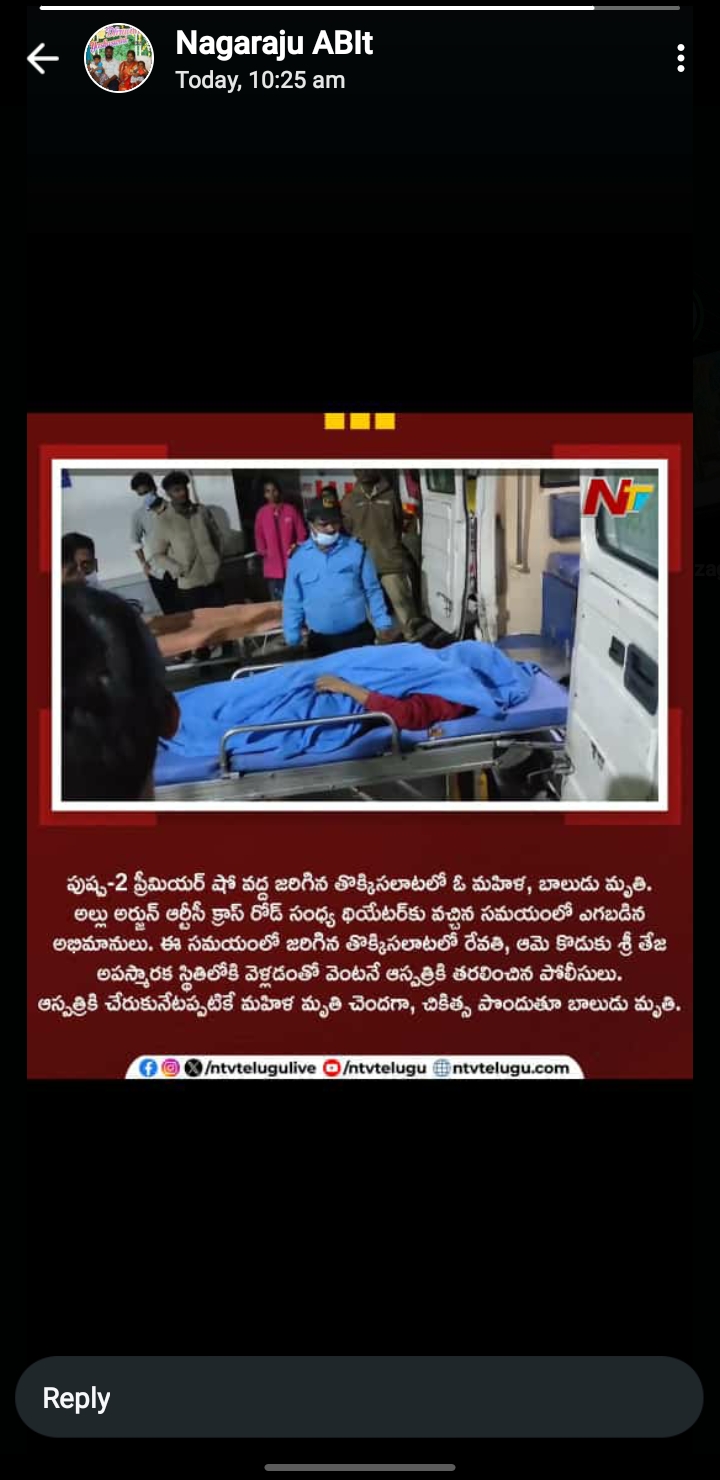 Nagaraju ABIt
Today, 10:25 am
NTV
పుష్ప-2 ప్రీమియర్ షో వద్ద జరిగిన తొక్కిసలాటలో ఓ మహిళ, బాలుడు మృతి.
అల్లు అర్జున్ ఆర్టీసీ క్రాస్ రోడ్ సంధ్య థియేటర్‌కు వచ్చిన సమయంలో ఎగబడిన
అభిమానులు. ఈ సమయంలో జరిగిన తొక్కిసలాటలో రేవతి, ఆమె కొడుకు శ్రీ తేజ
అపస్మారక స్థితిలోకి వెళ్లడంతో వెంటనే ఆస్పత్రికి తరలించిన పోలీసులు.
ఆస్పత్రికి చేరుకునేటప్పటికే మహిళ మృతి చెందగా, చికిత్స పొందుతూ బాలుడు మృతి.
/ntvtelugulive /ntvtelugu ntvtelugu.com
Reply